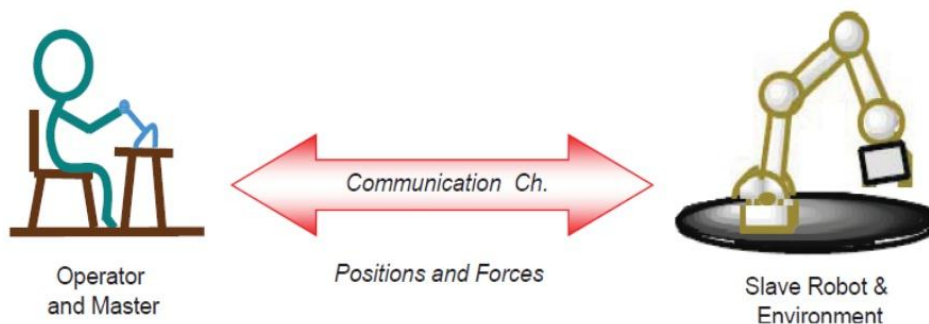 Communication Ch.
Operator
and Master
Positions and Forces
Slave Robot &
Environment